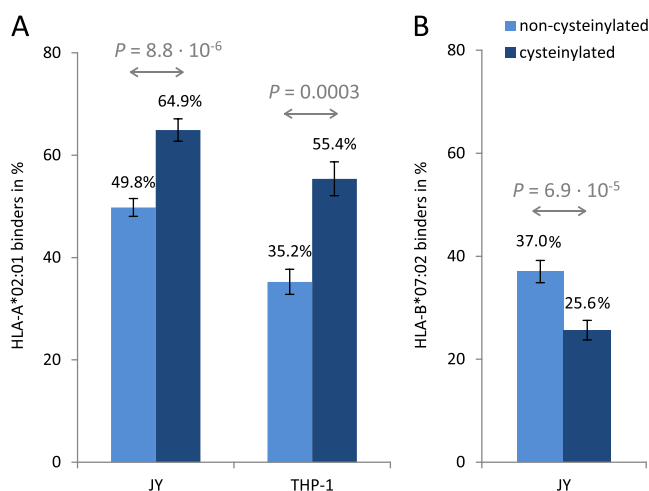 A
HLA-A*02:01 binders in %
80
60
40
20
0
P = 8.8 · 10⁻⁶
64.9%
49.8%
P = 0.0003
55.4%
35.2%
JY
THP-1
B
non-cysteinylated
cysteinylated
HLA-B*07:02 binders in %
80
60
40
20
0
P = 6.9 · 10⁻⁵
37.0%
25.6%
JY